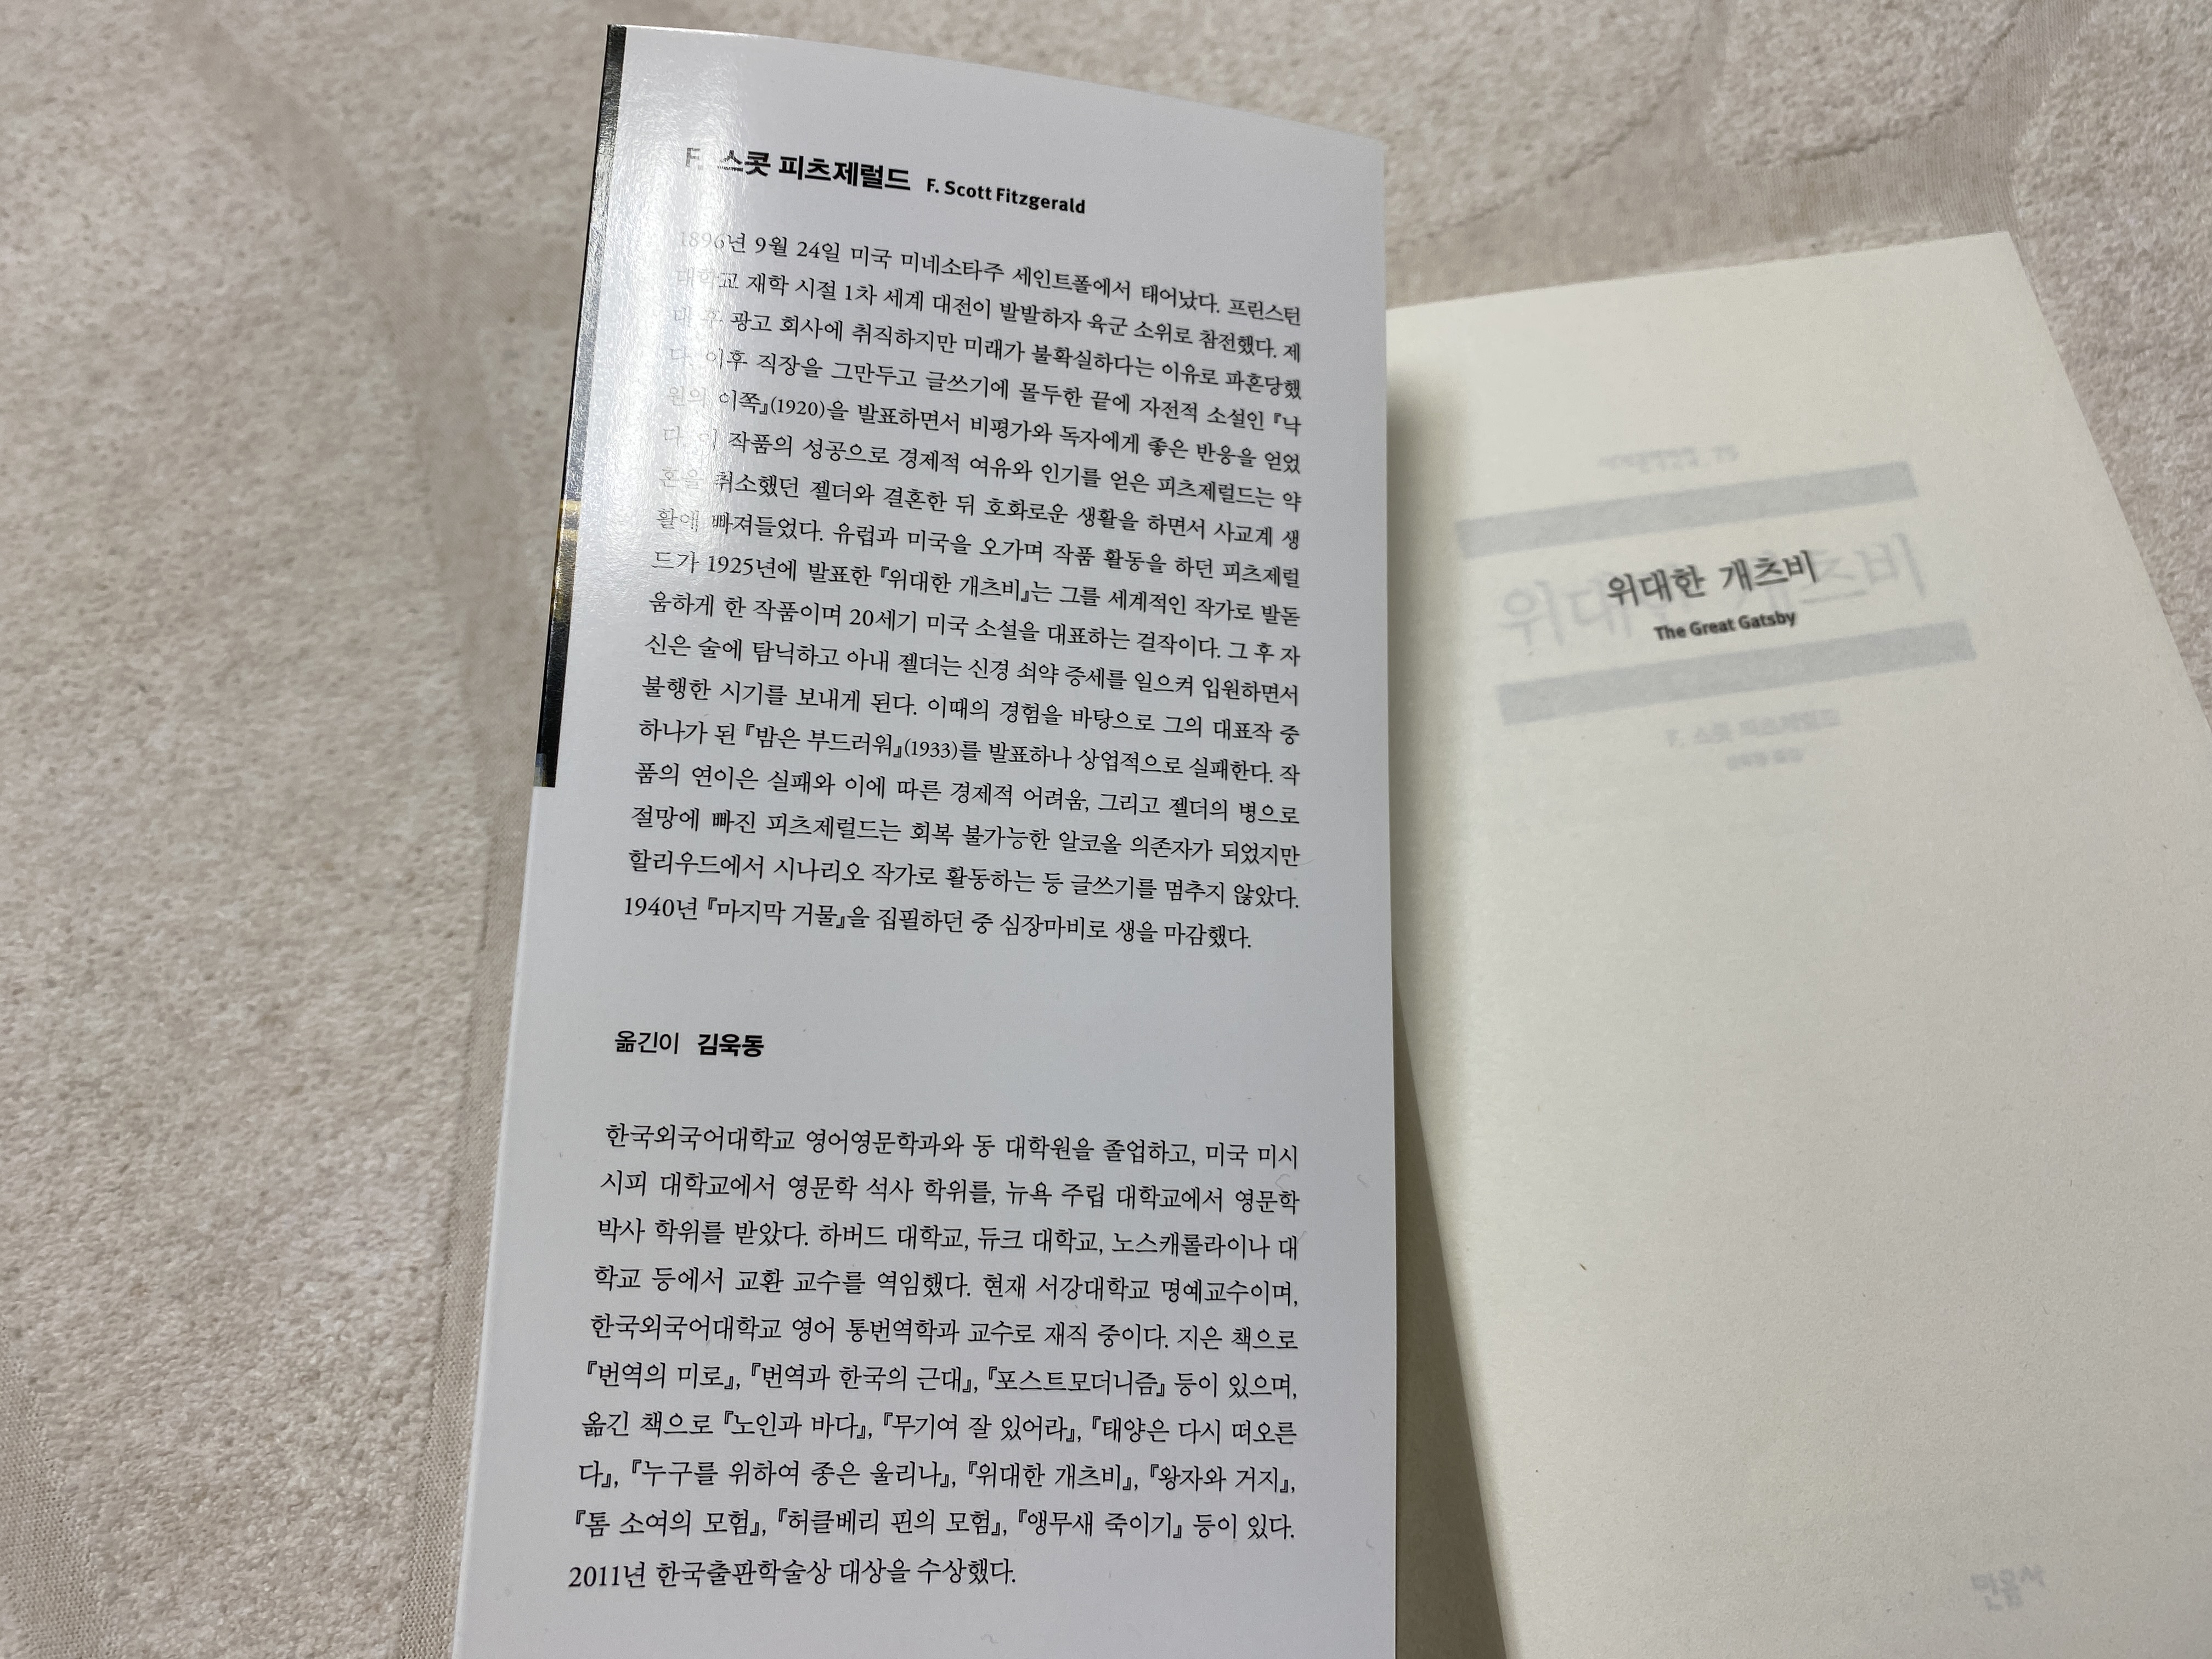 F. 스콧 피츠제럴드 F. Scott Fitzgerald
1896년 9월 24일 미국 미네소타주 세인트폴에서 태어났다. 프린스턴
대학교 재학 시절 1차 세계 대전이 발발하자 육군 소위로 참전했다. 제
대 후 광고 회사에 취직하지만 미래가 불확실하다는 이유로 파혼당했
다. 이후 직장을 그만두고 글쓰기에 몰두한 끝에 자전적 소설인 『낙
원의 이쪽』(1920)을 발표하면서 비평가와 독자에게 좋은 반응을 얻었
다. 이 작품의 성공으로 경제적 여유와 인기를 얻은 피츠제럴드는 약
혼을 취소했던 젤더와 결혼한 뒤 호화로운 생활을 하면서 사교계 생
활에 빠져들었다. 유럽과 미국을 오가며 작품 활동을 하던 피츠제럴
드가 1925년에 발표한 『위대한 개츠비』는 그를 세계적인 작가로 발돋
움하게 한 작품이며 20세기 미국 소설을 대표하는 걸작이다. 그 후 자
신은 술에 탐닉하고 아내 젤더는 신경 쇠약 증세를 일으켜 입원하면서
불행한 시기를 보내게 된다. 이때의 경험을 바탕으로 그의 대표작 중
하나가 된 『밤은 부드러워』(1933)를 발표하나 상업적으로 실패한다. 작
품의 연이은 실패와 이에 따른 경제적 어려움, 그리고 젤더의 병으로
절망에 빠진 피츠제럴드는 회복 불가능한 알코올 의존자가 되었지만
할리우드에서 시나리오 작가로 활동하는 등 글쓰기를 멈추지 않았다.
1940년 『마지막 거물』을 집필하던 중 심장마비로 생을 마감했다.
옮긴이 김욱동
한국외국어대학교 영어영문학과와 동 대학원을 졸업하고, 미국 미시
시피 대학교에서 영문학 석사 학위를, 뉴욕 주립 대학교에서 영문학
박사 학위를 받았다. 하버드 대학교, 듀크 대학교, 노스캐롤라이나 대
학교 등에서 교환 교수를 역임했다. 현재 서강대학교 명예교수이며,
한국외국어대학교 영어 통번역학과 교수로 재직 중이다. 지은 책으로
『번역의 미로』, 『번역과 한국의 근대』, 『포스트모더니즘』 등이 있으며,
옮긴 책으로 『노인과 바다』, 『무기여 잘 있어라』, 『태양은 다시 떠오른
다』, 『누구를 위하여 종은 울리나』, 『위대한 개츠비』, 『왕자와 거지』,
『톰 소여의 모험』, 『허클베리 핀의 모험』, 『앵무새 죽이기』 등이 있다.
2011년 한국출판학술상 대상을 수상했다.
위대한 개츠비
The Great Gatsby